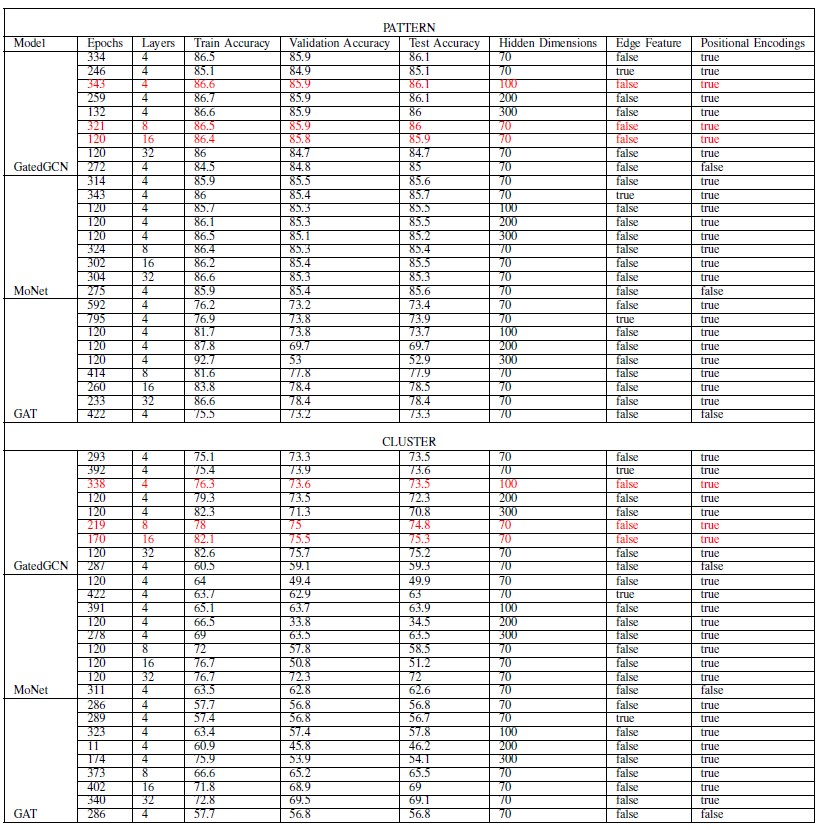 PATTERN
Model Epochs Layers Train Accuracy Validation Accuracy Test Accuracy Hidden Dimensions Edge Feature Positional Encodings
334 4 86.5 85.9 86.1 70 false true
246 4 85.1 84.9 85.1 70 true true
343 4 86.6 85.9 86.1 100 false true
259 4 86.7 85.9 86.1 200 false true
132 4 86.6 85.9 86 300 false true
321 8 86.5 85.9 86 70 false true
120 16 86.4 85.8 85.9 70 false true
120 32 86 84.7 84.7 70 false true
GatedGCN 272 4 84.5 84.8 85 70 false false
314 4 85.9 85.5 85.6 70 false true
343 4 86 85.4 85.7 70 true true
120 4 85.7 85.3 85.5 100 false true
120 4 86.1 85.3 85.5 200 false true
120 4 86.5 85.1 85.2 300 false true
324 8 86.4 85.3 85.4 70 false true
302 16 86.2 85.4 85.5 70 false true
304 32 86.6 85.3 85.3 70 false true
MoNet 275 4 85.9 85.4 85.6 70 false false
592 4 76.2 73.2 73.4 70 false true
795 4 76.9 73.8 73.9 70 true true
120 4 81.7 73.8 73.7 100 false true
120 4 87.8 69.7 69.7 200 false true
120 4 92.7 53 52.9 300 false true
414 8 81.6 77.8 77.9 70 false true
260 16 83.8 78.4 78.5 70 false true
233 32 86.6 78.4 78.4 70 false true
GAT 422 4 75.5 73.2 73.3 70 false false
CLUSTER
293 4 75.1 73.3 73.5 70 false true
392 4 75.4 73.9 73.6 70 true true
338 4 76.3 73.6 73.5 100 false true
120 4 79.3 73.5 72.3 200 false true
120 4 82.3 71.3 70.8 300 false true
219 8 78 75 74.8 70 false true
170 16 82.1 75.5 75.3 70 false true
120 32 82.6 75.7 75.2 70 false true
GatedGCN 287 4 60.5 59.1 59.3 70 false false
120 4 64 49.4 49.9 70 false true
422 4 63.7 62.9 63 70 true true
391 4 65.1 63.7 63.9 100 false true
120 4 66.5 33.8 34.5 200 false true
278 4 69 63.5 63.5 300 false true
120 8 72 57.8 58.5 70 false true
120 16 76.7 50.8 51.2 70 false true
120 32 76.7 72.3 72 70 false true
MoNet 311 4 63.5 62.8 62.6 70 false false
286 4 57.7 56.8 56.8 70 false true
289 4 57.4 56.8 56.7 70 true true
323 4 63.4 57.4 57.8 100 false true
11 4 60.9 45.8 46.2 200 false true
174 4 75.9 53.9 54.1 300 false true
373 8 66.6 65.2 65.5 70 false true
402 16 71.8 68.9 69 70 false true
340 32 72.8 69.5 69.1 70 false true
GAT 286 4 57.7 56.8 56.8 70 false false